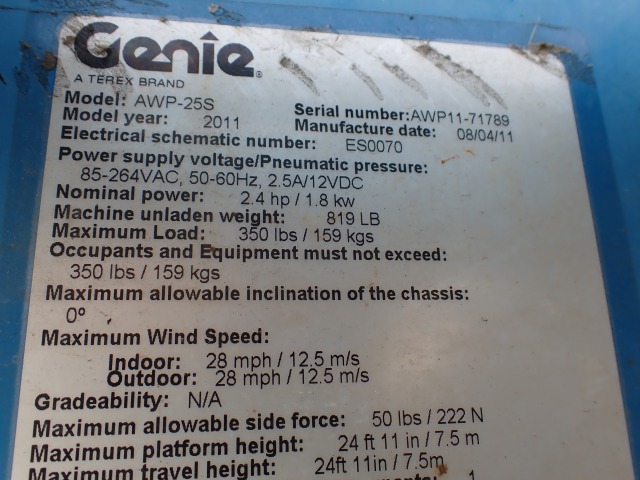 Genie®
A TEREX BRAND
Model: AWP-25S
Serial number:AWP11-71789
Model year: 2011
Manufacture date: 08/04/11
Electrical schematic number: ES0070
Power supply voltage/Pneumatic pressure:
85-264VAC, 50-60Hz, 2.5A/12VDC
Nominal power: 2.4 hp / 1.8 kw
Machine unladen weight: 819 LB
Maximum Load: 350 lbs / 159 kgs
Occupants and Equipment must not exceed:
350 lbs / 159 kgs
Maximum allowable inclination of the chassis:
0º
Maximum Wind Speed:
Indoor: 28 mph / 12.5 m/s
Outdoor: 28 mph / 12.5 m/s
Gradeability: N/A
Maximum allowable side force: 50 lbs / 222 N
Maximum platform height: 24 ft 11 in / 7.5 m
Maximum travel height: 24ft 11in / 7.5m